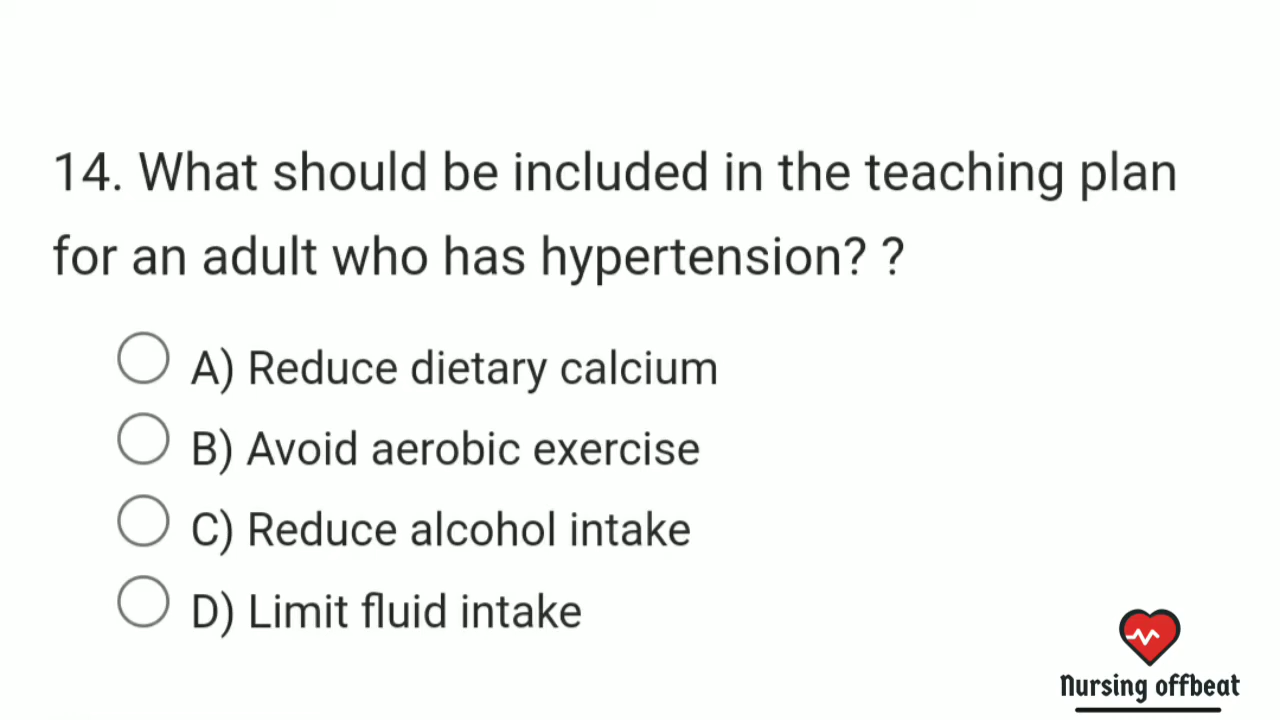 14. What should be included in the teaching plan
for an adult who has hypertension? ?
A) Reduce dietary calcium
B) Avoid aerobic exercise
C) Reduce alcohol intake
D) Limit fluid intake
Nursing offbeat